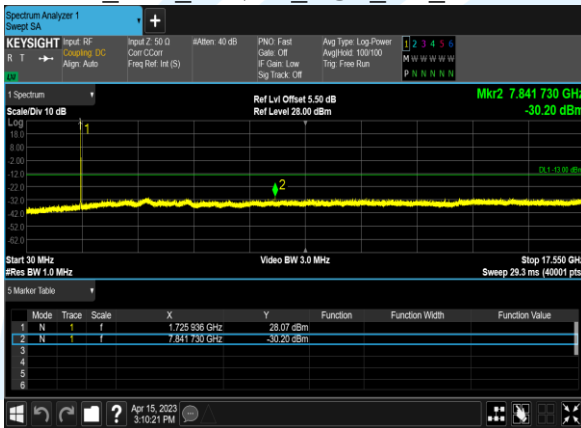 Spectrum Analyzer 1
Swept SA
+
KEYSIGHT
R T
LV
Input: RF
Coupling: DC
Align: Auto
Input Z: 50 Ω
Corr CCorr
Freq Ref: Int (S)
#Atten: 40 dB
PNO: Fast
Gate: Off
IF Gain: Low
Sig Track: Off
Avg Type: Log-Power
Avg|Hold: 100/100
Trig: Free Run
1 2 3 4 5 6
M W W W W W
P N N N N N
1 Spectrum
Scale/Div 10 dB
Ref Lvl Offset 5.50 dB
Ref Level 28.00 dBm
Mkr2 7.841 730 GHz
-30.20 dBm
Log
18.0
8.00
-2.00
-12.0
-22.0
-32.0
-42.0
-52.0
-62.0
1
2
DL1 -13.00 dBm
Start 30 MHz
#Res BW 1.0 MHz
Video BW 3.0 MHz
Stop 17.550 GHz
Sweep 29.3 ms (40001 pts
5 Marker Table
Mode Trace Scale X Y Function Function Width Function Value
1 N 1 f 1.725 936 GHz 28.07 dBm
2 N 1 f 7.841 730 GHz -30.20 dBm
3
4
5
6
?
Apr 15, 2023
3:10:21 PM